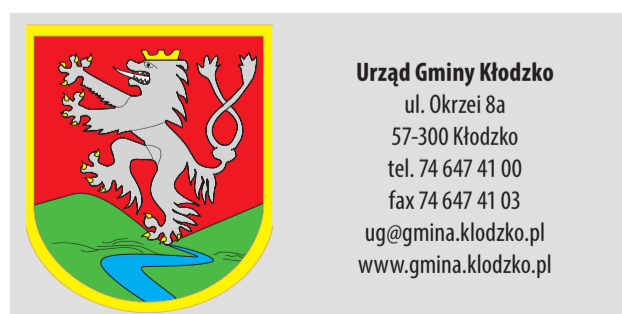 Urząd Gminy Kłodzko
ul. Okrzei 8a
57-300 Kłodzko
tel. 74 647 41 00
fax 74 647 41 03
ug@gmina.klodzko.pl
www.gmina.klodzko.pl